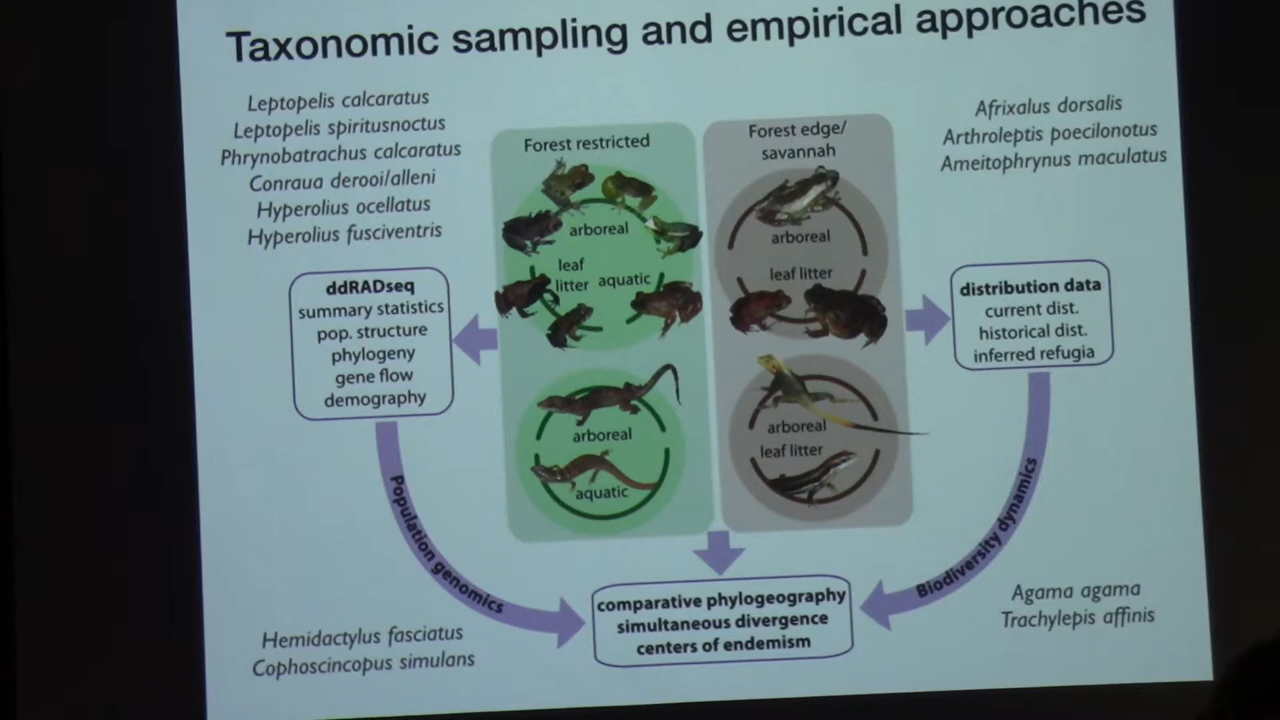 Taxonomic sampling and empirical approaches
Leptopelis calcaratus
Leptopelis spiritusnoctus
Phrynobatrachus calcaratus
Conraua derooi/alleni
Hyperolius ocellatus
Hyperolius fusciventris
Forest restricted
arboreal
leaf
litter
aquatic
arboreal
aquatic
Forest edge/
savannah
arboreal
leaf litter
arboreal
leaf litter
Afrixalus dorsalis
Arthroleptis poecilonotus
Ameitophrynus maculatus
ddRADseq
summary statistics
pop. structure
phylogeny
gene flow
demography
distribution data
current dist.
historical dist.
inferred refugia
Population genomics
Biodiversity dynamics
comparative phylogeography
simultaneous divergence
centers of endemism
Hemidactylus fasciatus
Cophoscincopus simulans
Agama agama
Trachylepis affinis